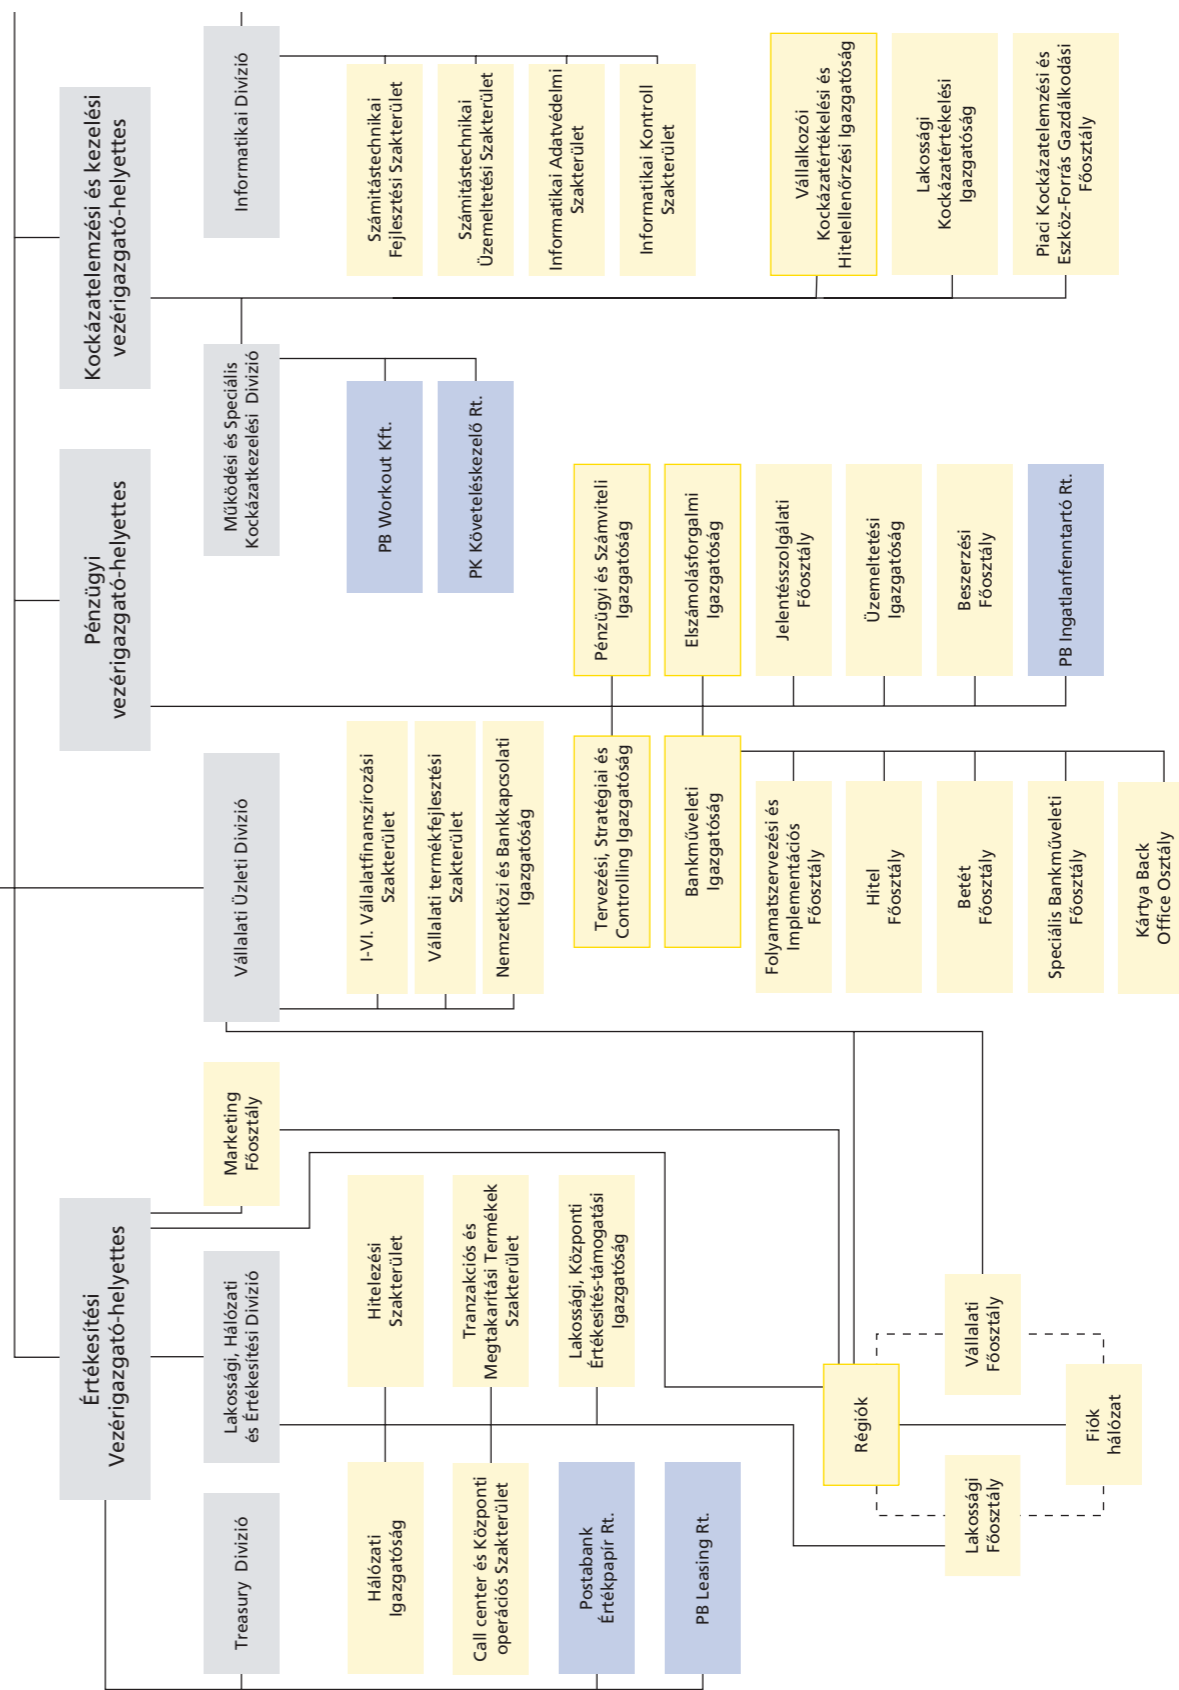 Értékesítési
Vezérigazgató-helyettes
Pénzügyi
vezérigazgató-helyettes
Kockázatelemzési és kezelési
vezérigazgató-helyettes
Treasury Divízió
Lakossági, Hálózati
és Értékesítési Divízió
Marketing
Főosztály
Vállalati Üzleti Divízió
Működési és Speciális
Kockázatkezelési Divízió
Informatikai Divízió
Hálózati
Igazgatóság
Hitelezési
Szakterület
Call center és Központi
operációs Szakterület
Tranzakciós és
Megtakarítási Termékek
Szakterület
Postabank
Értékpapír Rt.
Lakossági, Központi
Értékesítés-támogatási
Igazgatóság
PB Leasing Rt.
I-VI. Vállalatfinanszírozási
Szakterület
Vállalati termékfejlesztési
Szakterület
Nemzetközi és Bankkapcsolati
Igazgatóság
PB Workout Kft.
PK Követeléskezelő Rt.
Számítástechnikai
Fejlesztési Szakterület
Számítástechnikai
Üzemeltetési Szakterület
Informatikai Adatvédelmi
Szakterület
Informatikai Kontroll
Szakterület
Tervezési, Stratégiai és
Controlling Igazgatóság
Pénzügyi és Számviteli
Igazgatóság
Bankműveleti
Igazgatóság
Elszámolásforgalmi
Igazgatóság
Folyamatszervezési és
Implementációs
Főosztály
Jelentésszolgálati
Főosztály
Hitel
Főosztály
Üzemeltetési
Igazgatóság
Betét
Főosztály
Beszerzési
Főosztály
Speciális Bankműveleti
Főosztály
PB Ingatlanfenntartó Rt.
Kártya Back
Office Osztály
Vállalkozói
Kockázatértékelési és
Hitelellenőrzési Igazgatóság
Lakossági
Kockázatértékelési
Igazgatóság
Piaci Kockázatelemzési és
Eszköz-Forrás Gazdálkodási
Főosztály
Régiók
Lakossági
Főosztály
Vállalati
Főosztály
Fiók
hálózat